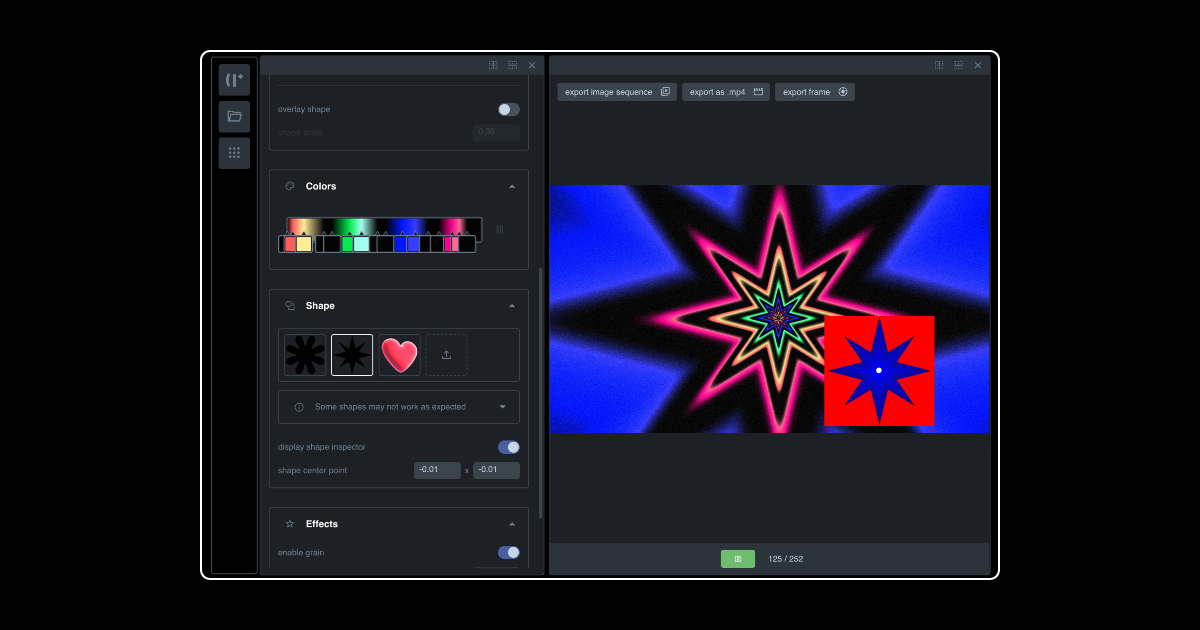 overlay shape
shape scale
0.36
Colors
Shape
Some shapes may not work as expected
display shape inspector
shape center point
-0.01 x -0.01
Effects
enable grain
export image sequence
export as .mp4
export frame
125 / 252